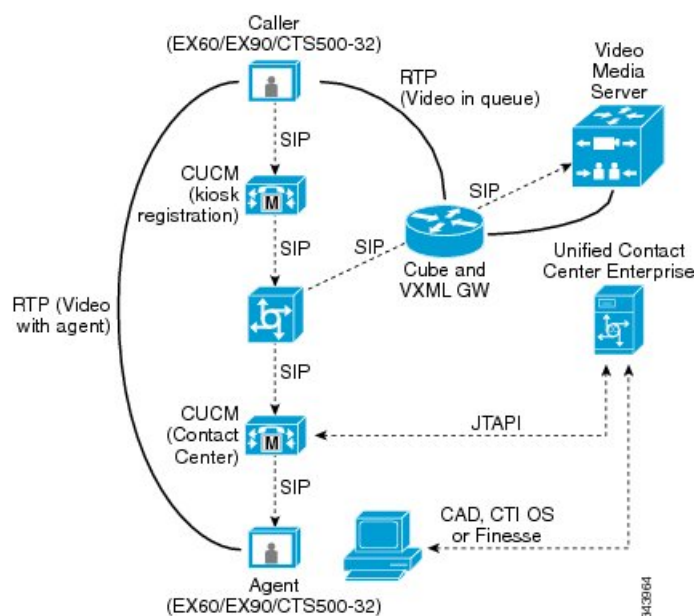 Caller
(EX60/EX90/CTS500-32)
RTP
(Video in queue)
Video
Media
Server
SIP
CUCM
(kiosk
registration)
M
SIP
SIP
SIP
Cube and
VXML GW
Unified Contact
Center Enterprise
RTP (Video
with agent)
SIP
CUCM
(Contact
Center)
M
JTAPI
SIP
CAD, CTI OS
or Finesse
Agent
(EX60/EX90/CTS500-32)
343964